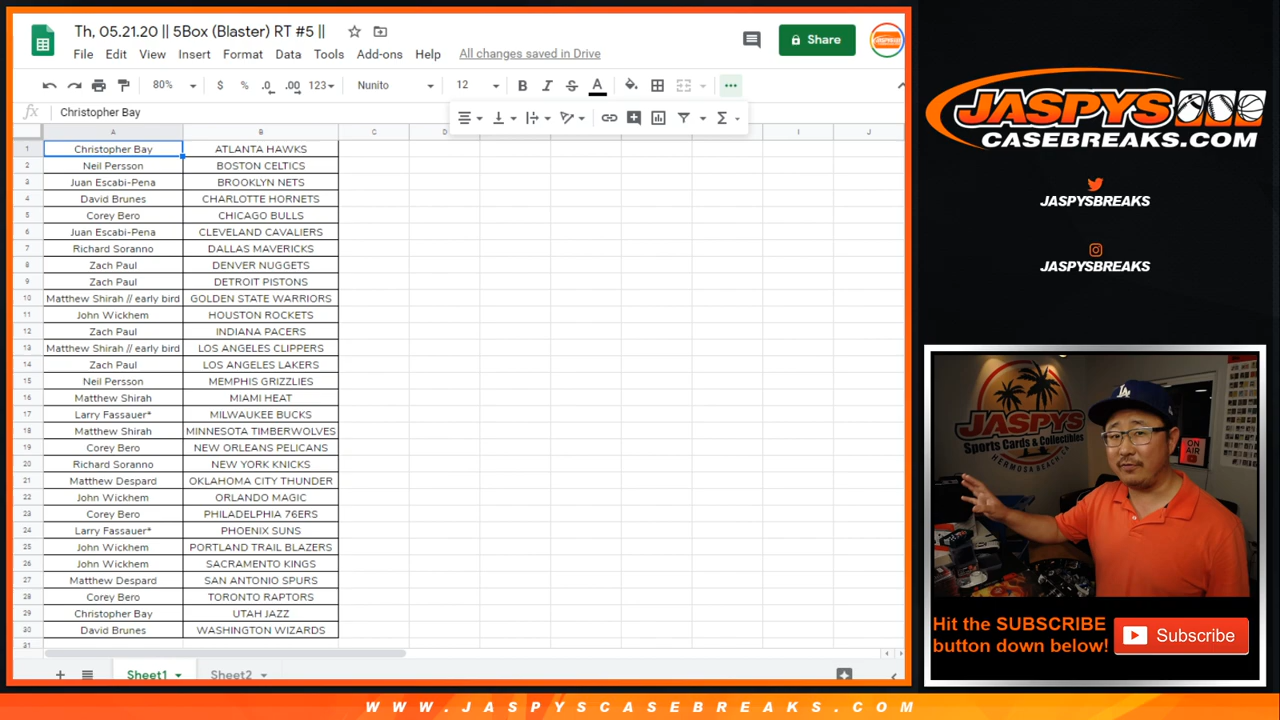 Th, 05.21.20 || 5Box (Blaster) RT #5 ||
File Edit View Insert Format Data Tools Add-ons Help All changes saved in Drive
Share
80% $ % .0 .00 123 Nunito 12 B I S A
fx Christopher Bay
A B C D I J
1 Christopher Bay ATLANTA HAWKS
2 Neil Persson BOSTON CELTICS
3 Juan Escabi-Pena BROOKLYN NETS
4 David Brunes CHARLOTTE HORNETS
5 Corey Bero CHICAGO BULLS
6 Juan Escabi-Pena CLEVELAND CAVALIERS
7 Richard Soranno DALLAS MAVERICKS
8 Zach Paul DENVER NUGGETS
9 Zach Paul DETROIT PISTONS
10 Matthew Shirah // early bird GOLDEN STATE WARRIORS
11 John Wickhem HOUSTON ROCKETS
12 Zach Paul INDIANA PACERS
13 Matthew Shirah // early bird LOS ANGELES CLIPPERS
14 Zach Paul LOS ANGELES LAKERS
15 Neil Persson MEMPHIS GRIZZLIES
16 Matthew Shirah MIAMI HEAT
17 Larry Fassauer* MILWAUKEE BUCKS
18 Matthew Shirah MINNESOTA TIMBERWOLVES
19 Corey Bero NEW ORLEANS PELICANS
20 Richard Soranno NEW YORK KNICKS
21 Matthew Despard OKLAHOMA CITY THUNDER
22 John Wickhem ORLANDO MAGIC
23 Corey Bero PHILADELPHIA 76ERS
24 Larry Fassauer* PHOENIX SUNS
25 John Wickhem PORTLAND TRAIL BLAZERS
26 John Wickhem SACRAMENTO KINGS
27 Matthew Despard SAN ANTONIO SPURS
28 Corey Bero TORONTO RAPTORS
29 Christopher Bay UTAH JAZZ
30 David Brunes WASHINGTON WIZARDS
31
Sheet1 Sheet2
JASPYS
CASEBREAKS.COM
JASPYSBREAKS
JASPYSBREAKS
JASPYS
Sports Cards & Collectibles
HERMOSA BEACH, CA
LA
ON AIR
Hit the SUBSCRIBE
button down below!
Subscribe
WWW.JASPYSCASEBREAKS.COM